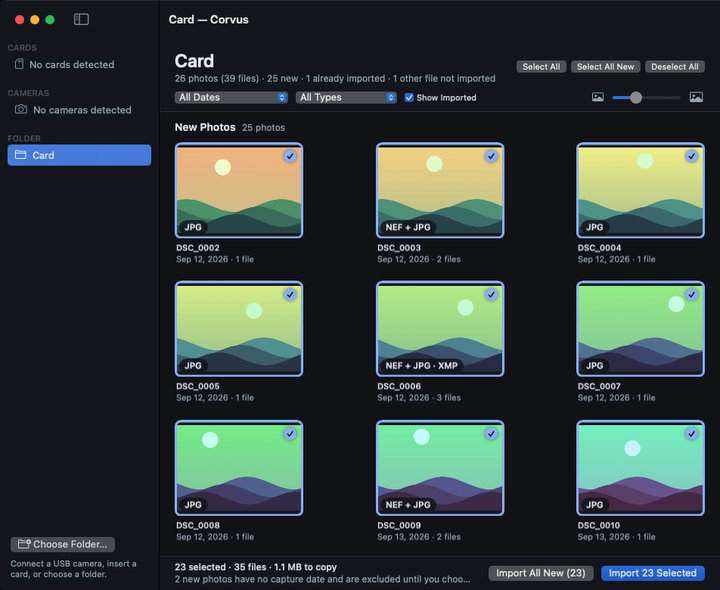 Card — Corvus
CARDS
No cards detected
CAMERAS
No cameras detected
FOLDER
Card
Card
26 photos (39 files) · 25 new · 1 already imported · 1 other file not imported
Select All
Select All New
Deselect All
All Dates
All Types
Show Imported
New Photos 25 photos
JPG
DSC_0002
Sep 12, 2026 · 1 file
NEF + JPG
DSC_0003
Sep 12, 2026 · 2 files
JPG
DSC_0004
Sep 12, 2026 · 1 file
JPG
DSC_0005
Sep 12, 2026 · 1 file
NEF + JPG · XMP
DSC_0006
Sep 12, 2026 · 3 files
JPG
DSC_0007
Sep 12, 2026 · 1 file
JPG
DSC_0008
Sep 12, 2026 · 1 file
NEF + JPG
DSC_0009
Sep 13, 2026 · 2 files
JPG
DSC_0010
Sep 13, 2026 · 1 file
Choose Folder...
Connect a USB camera, insert a
card, or choose a folder.
23 selected · 35 files · 1.1 MB to copy
2 new photos have no capture date and are excluded until you choo...
Import All New (23)
Import 23 Selected